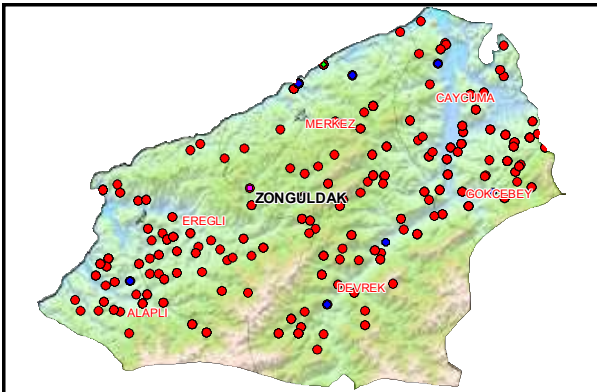 CAYCUMA
MERKEZ
ZONGULDAK
GOKCEBEY
EREGLI
DEVREK
ALAPLI